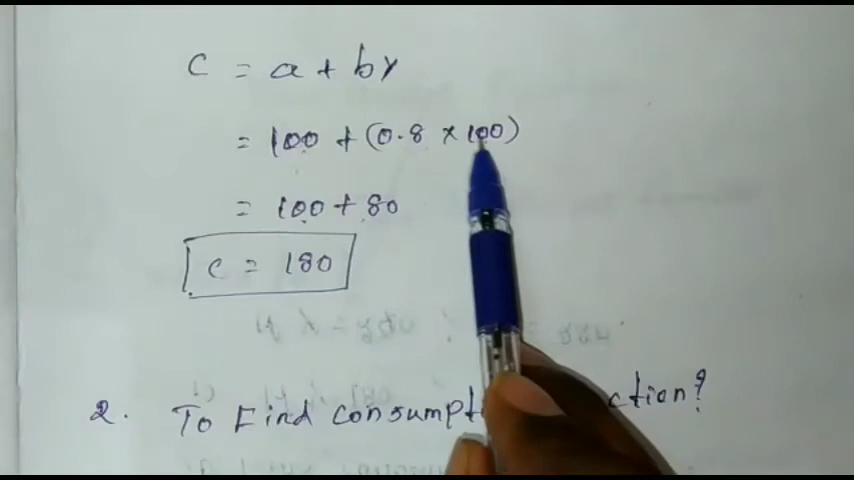 C = a + by
= 100 + (0.8 × 100)
= 100 + 80
C = 180
2. To Find consumpt ction?